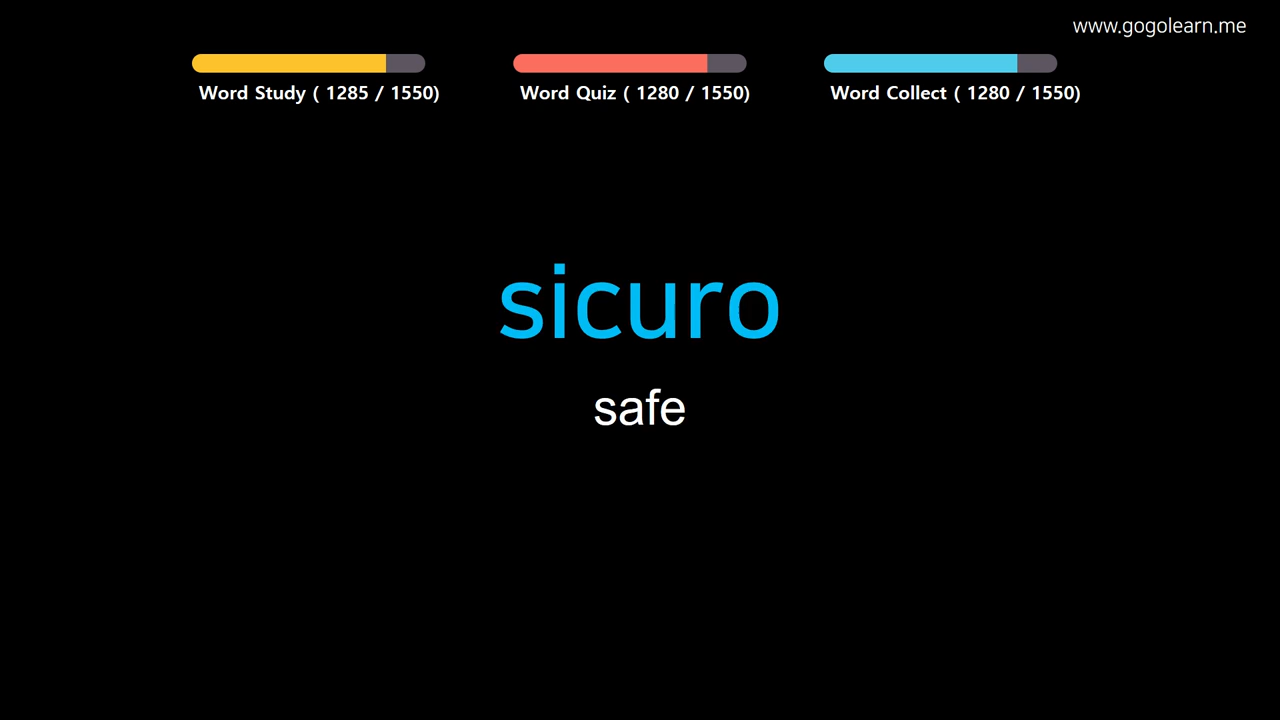 www.gogolearn.me
Word Study ( 1285 / 1550)
Word Quiz ( 1280 / 1550)
Word Collect ( 1280 / 1550)
sicuro
safe